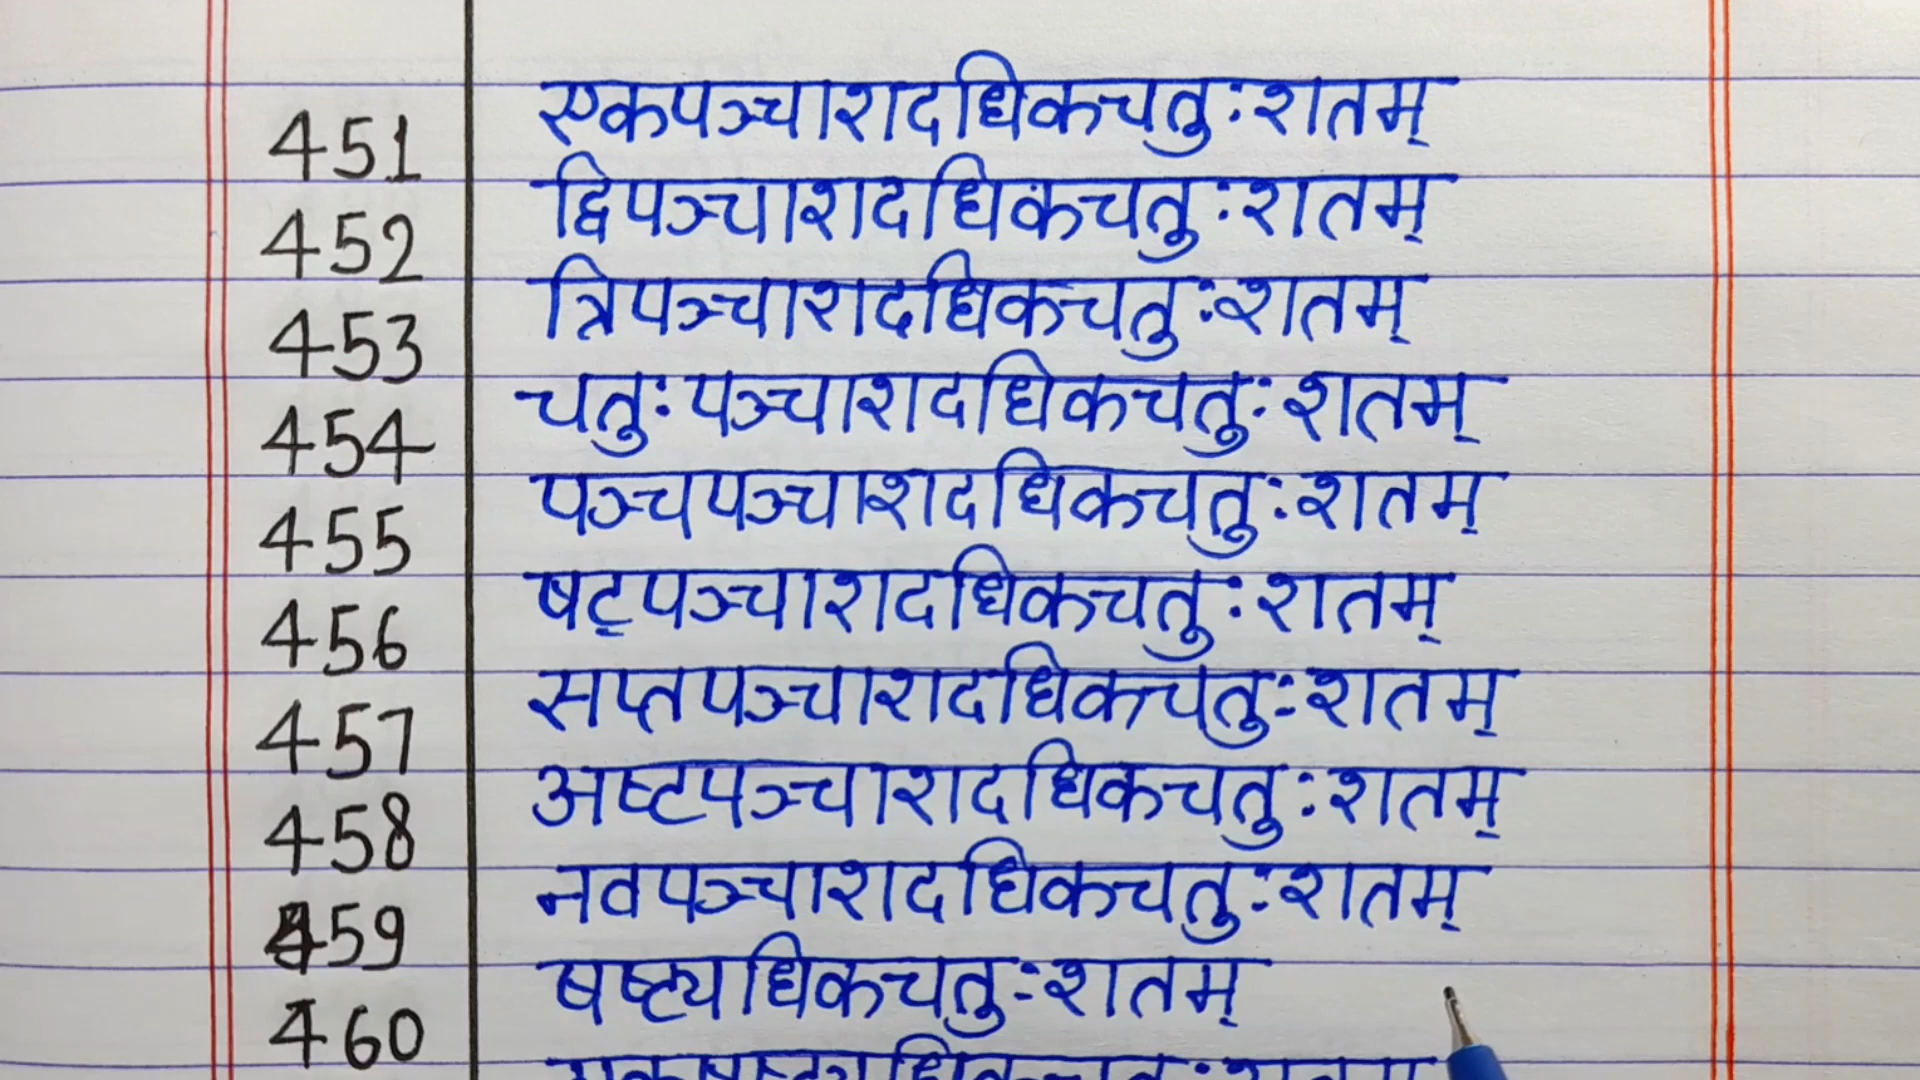 451 एकपञ्चाशदधिकचतुःशतम्
452 द्विपञ्चाशदधिकचतुःशतम्
453 त्रिपञ्चाशदधिकचतुःशतम्
454 चतुःपञ्चाशदधिकचतुःशतम्
455 पञ्चपञ्चाशदधिकचतुःशतम्
456 षट्पञ्चाशदधिकचतुःशतम्
457 सप्तपञ्चाशदधिकचतुःशतम्
458 अष्टपञ्चाशदधिकचतुःशतम्
459 नवपञ्चाशदधिकचतुःशतम्
460 षष्ट्यधिकचतुःशतम्